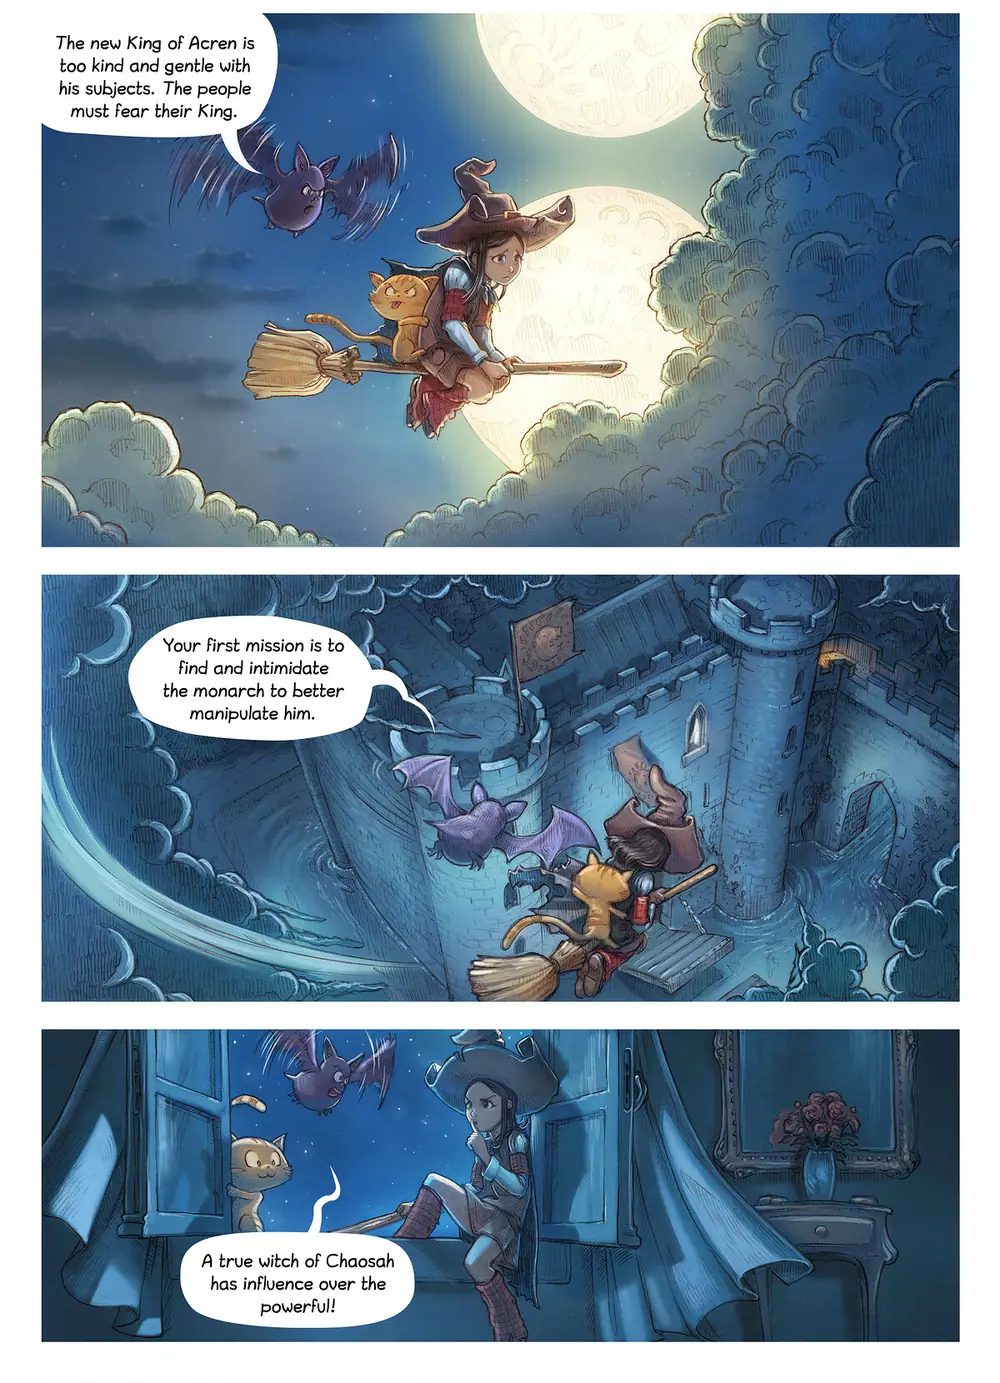 The new King of Acren is
too kind and gentle with
his subjects. The people
must fear their King.
Your first mission is to
find and intimidate
the monarch to better
manipulate him.
A true witch of Chaosah
has influence over the
powerful!